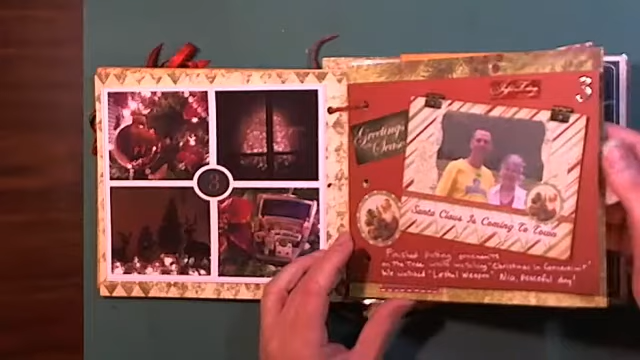 3
Greetings
Season
3
Santa Claus Is Coming To Town
Finished putting ornaments
on the tree while watching "Christmas in Connecticut"
We watched "Lethal Weapon" Nice, peaceful day!